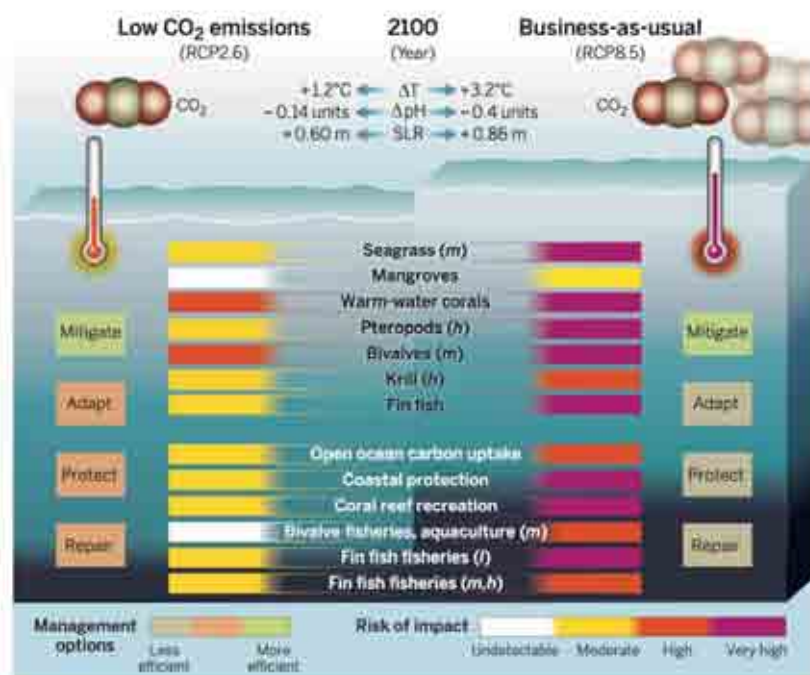 Low CO₂ emissions
(RCP2.6)
2100
(Year)
Business-as-usual
(RCP8.5)
CO₂
+1.2°C ΔT +3.2°C
-0.14 units ΔpH -0.4 units
+0.60 m SLR +0.86 m
CO₂
Seagrass (m)
Mangroves
Warm-water corals
Pteropods (h)
Bivalves (m)
Krill (h)
Fin fish
Open ocean carbon uptake
Coastal protection
Coral reef recreation
Bivalve fisheries, aquaculture (m)
Fin fish fisheries (l)
Fin fish fisheries (m,h)
Mitigate
Adapt
Protect
Repair
Mitigate
Adapt
Protect
Repair
Management
options
Less
efficient
More
efficient
Risk of impact
Undetectable Moderate High Very high